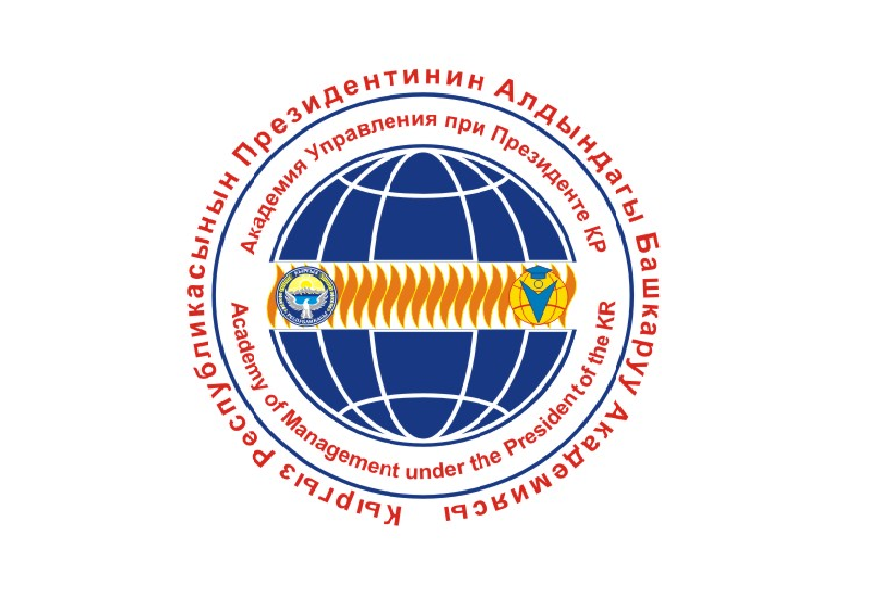 Кыргыз Республикасынын Президентинин Алдындагы Башкаруу Академиясы
Академия Управления при Президенте КР
Academy of Management under the President of the KR